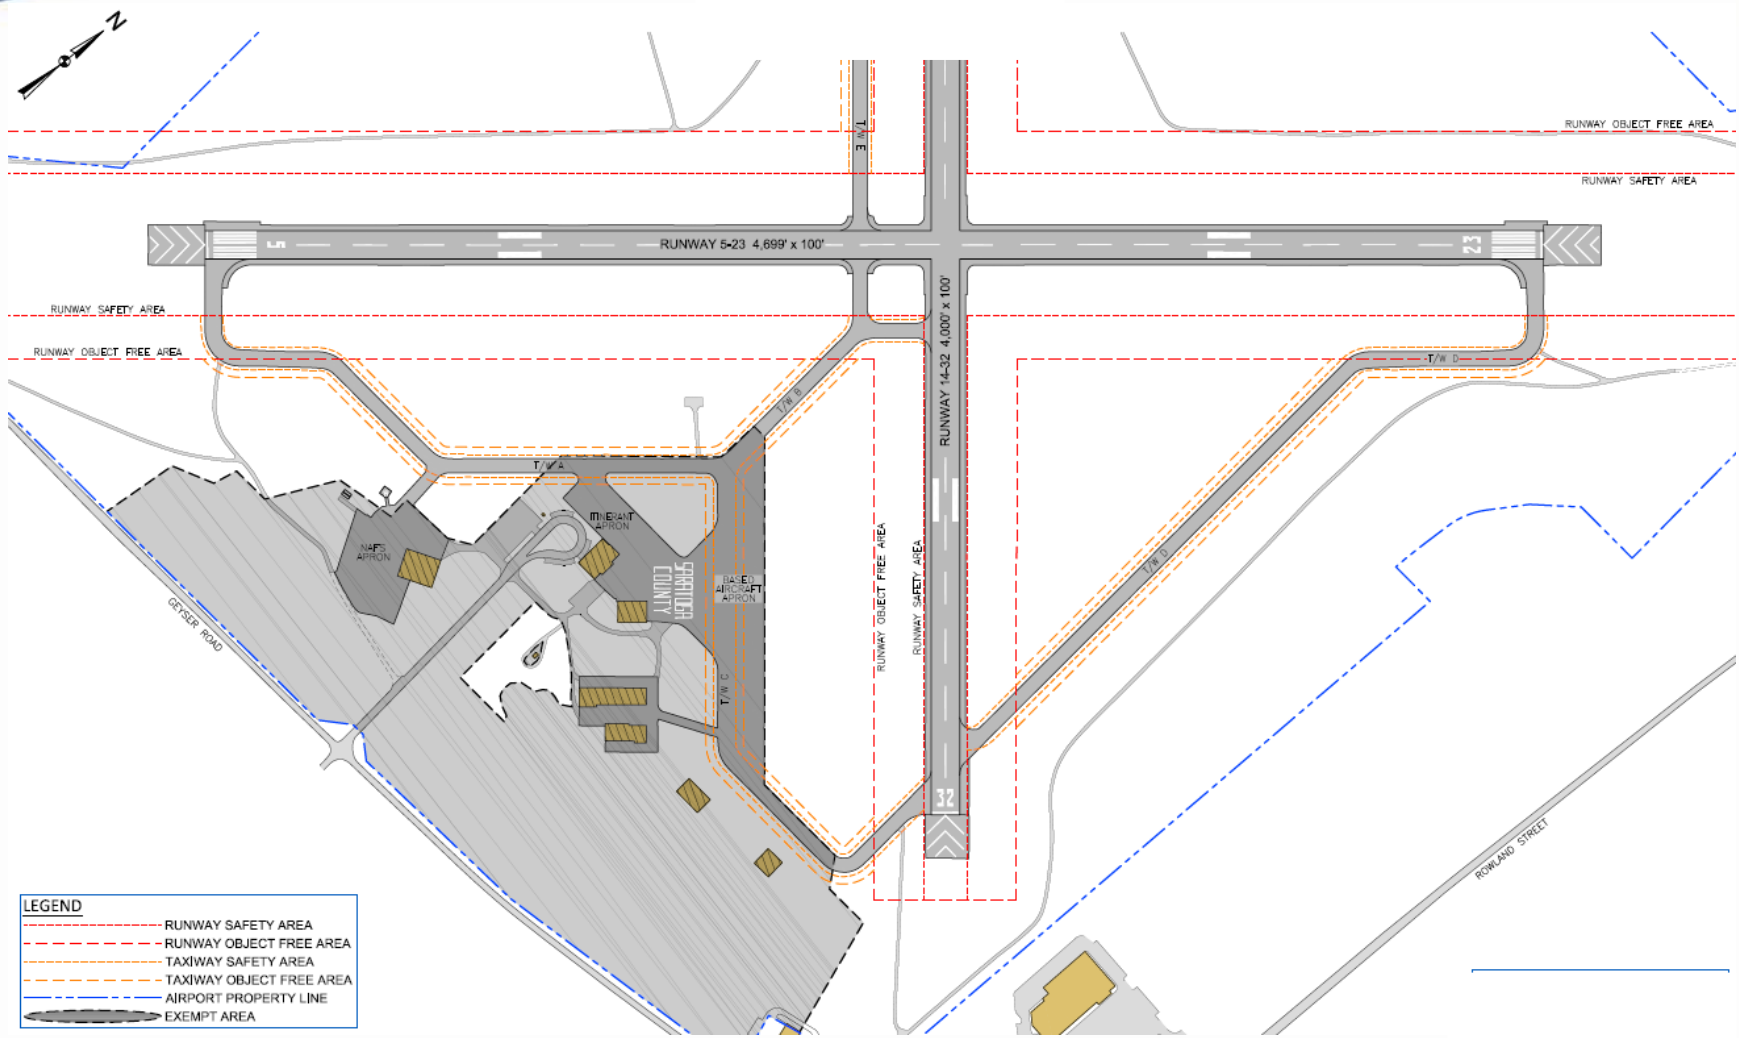 N
RUNWAY OBJECT FREE AREA
T/W E
RUNWAY SAFETY AREA
5
RUNWAY 5-23 4,699' x 100'
23
RUNWAY SAFETY AREA
RUNWAY 14-32 4,000' x 100'
RUNWAY OBJECT FREE AREA
T/W D
T/W B
T/W A
ITINERANT
APRON
NAFS
APRON
SARATOGA
COUNTY
BASED
AIRCRAFT
APRON
RUNWAY OBJECT FREE AREA
RUNWAY SAFETY AREA
T/W D
GEYSER ROAD
T/W C
32
ROWLAND STREET
LEGEND
RUNWAY SAFETY AREA
RUNWAY OBJECT FREE AREA
TAXIWAY SAFETY AREA
TAXIWAY OBJECT FREE AREA
AIRPORT PROPERTY LINE
EXEMPT AREA